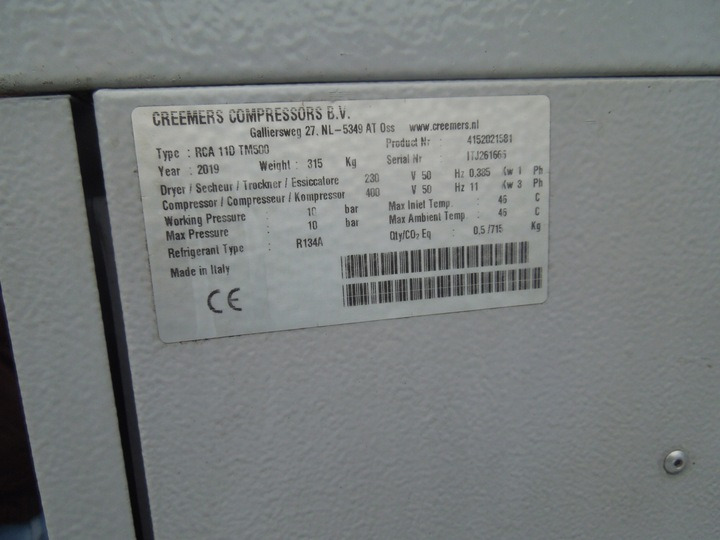 CREEMERS COMPRESSORS B.V.
Galliersweg 27. NL-5349 AT Oss www.creemers.nl
Type : RCA 11D TM500 Product Nr : 4152021581
Year : 2019 Weight : 315 Kg Serial Nr ITJ261666
Dryer / Secheur / Trockner / Essiccatore 230 V 50 Hz 0,385 Kw 1 Ph
Compressor / Compresseur / Kompressor 400 V 50 Hz 11 Kw 3 Ph
Working Pressure : 10 bar Max Inlet Temp. : 45 C
Max Pressure : 10 bar Max Ambient Temp. : 45 C
Refrigerant Type : R134A Qty/CO₂ Eq : 0,5 /715 Kg
Made in Italy
CE